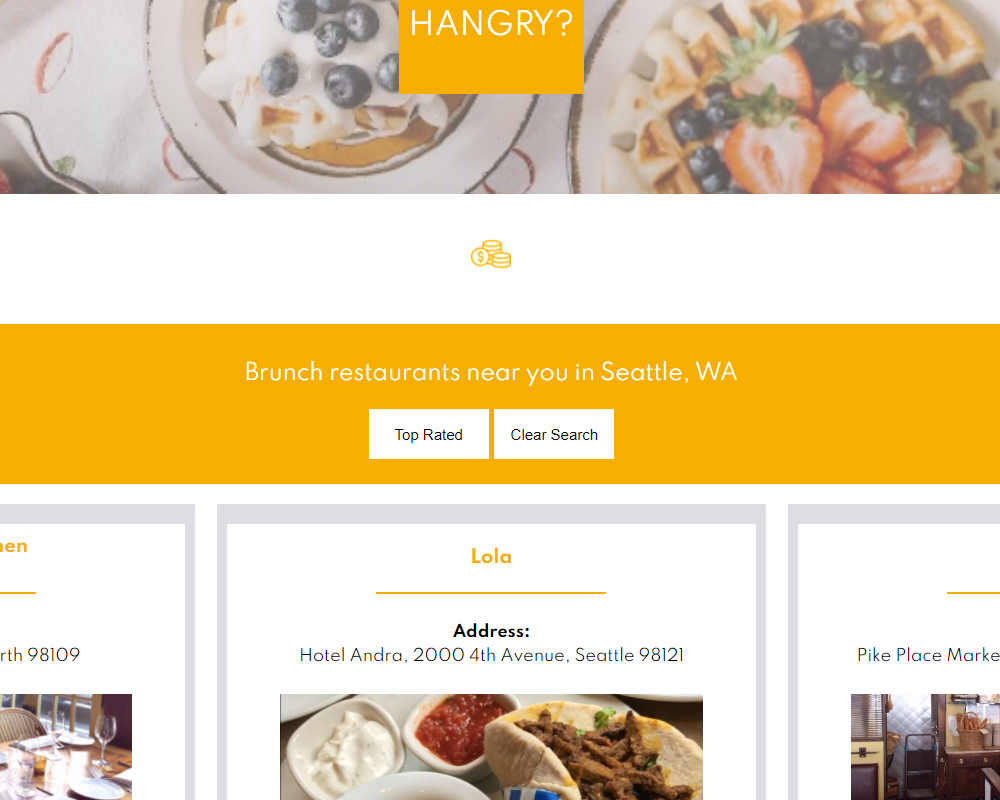 HANGRY?
$
Brunch restaurants near you in Seattle, WA
Top Rated
Clear Search
Lola
Address:
rth 98109
Hotel Andra, 2000 4th Avenue, Seattle 98121
Pike Place Marke